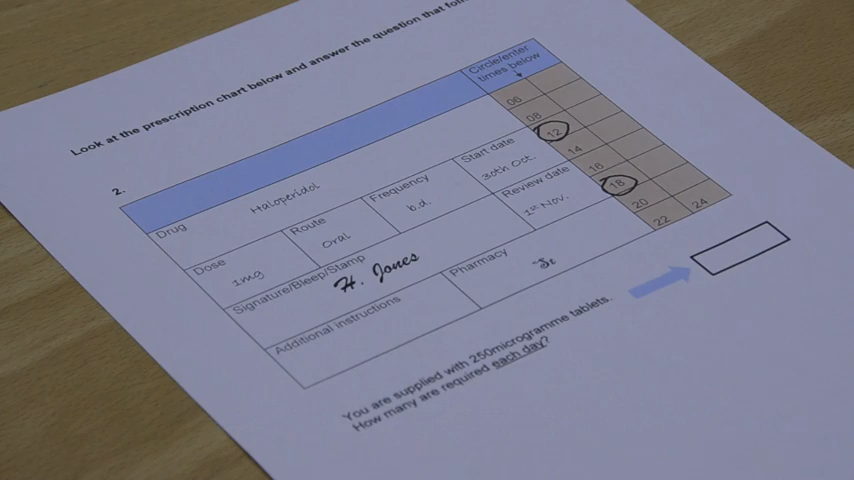 Look at the prescription chart below and answer the question that
2.
Circle/enter
times below
Drug Haloperidol
Dose 1mg
Route Oral
Frequency b.d.
Start date 30th Oct.
Review date 1st Nov.
Signature/Bleep/Stamp H. Jones
Pharmacy
Additional instructions
06
08
12
14
16
18
20
22
24
You are supplied with 250microgramme tablets.
How many are required each day?